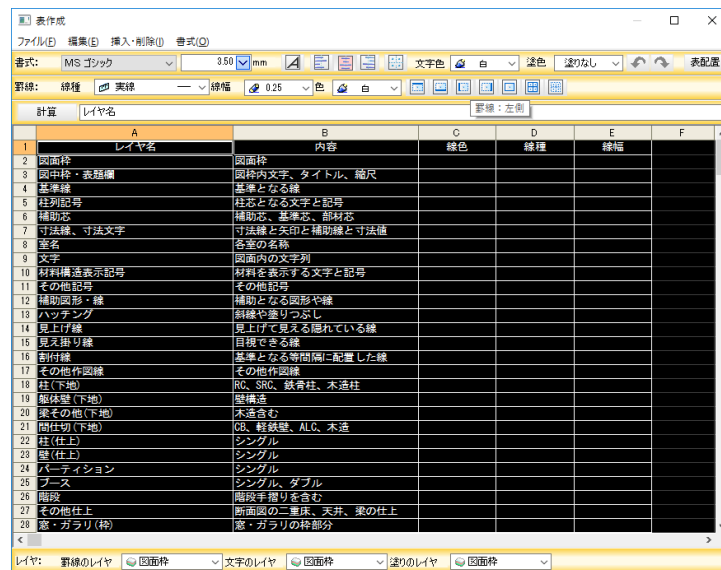 表作成
ファイル(F) 編集(E) 挿入・削除(I) 書式(O)
書式: MS ゴシック 3.50 mm A 文字色 白 塗色 塗りなし 表配置
罫線: 線種 実線 線幅 0.25 色 白
罫線：左側
計算 レイヤ名
A B C D E F
1 レイヤ名 内容 線色 線種 線幅
2 図面枠 図面枠
3 図中枠・表題欄 図枠内文字、タイトル、縮尺
4 基準線 基準となる線
5 柱列記号 柱芯となる文字と記号
6 補助芯 補助芯、基準芯、部材芯
7 寸法線、寸法文字 寸法線と矢印と補助線と寸法値
8 室名 各室の名称
9 文字 図面内の文字列
10 材料構造表示記号 材料を表示する文字と記号
11 その他記号 その他記号
12 補助図形・線 補助となる図形や線
13 ハッチング 斜線や塗りつぶし
14 見上げ線 見上げて見える隠れている線
15 見え掛り線 目視できる線
16 割付線 基準となる等間隔に配置した線
17 その他作図線 その他作図線
18 柱(下地) RC、SRC、鉄骨柱、木造柱
19 躯体壁(下地) 壁構造
20 梁その他(下地) 木造含む
21 間仕切(下地) CB、軽鉄壁、ALC、木造
22 柱(仕上) シングル
23 壁(仕上) シングル
24 パーティション シングル
25 ブース シングル、ダブル
26 階段 階段手摺りを含む
27 その他仕上 断面図の二重床、天井、梁の仕上
28 窓・ガラリ(枠) 窓・ガラリの枠部分
レイヤ: 罫線のレイヤ 図面枠 文字のレイヤ 図面枠 塗りのレイヤ 図面枠